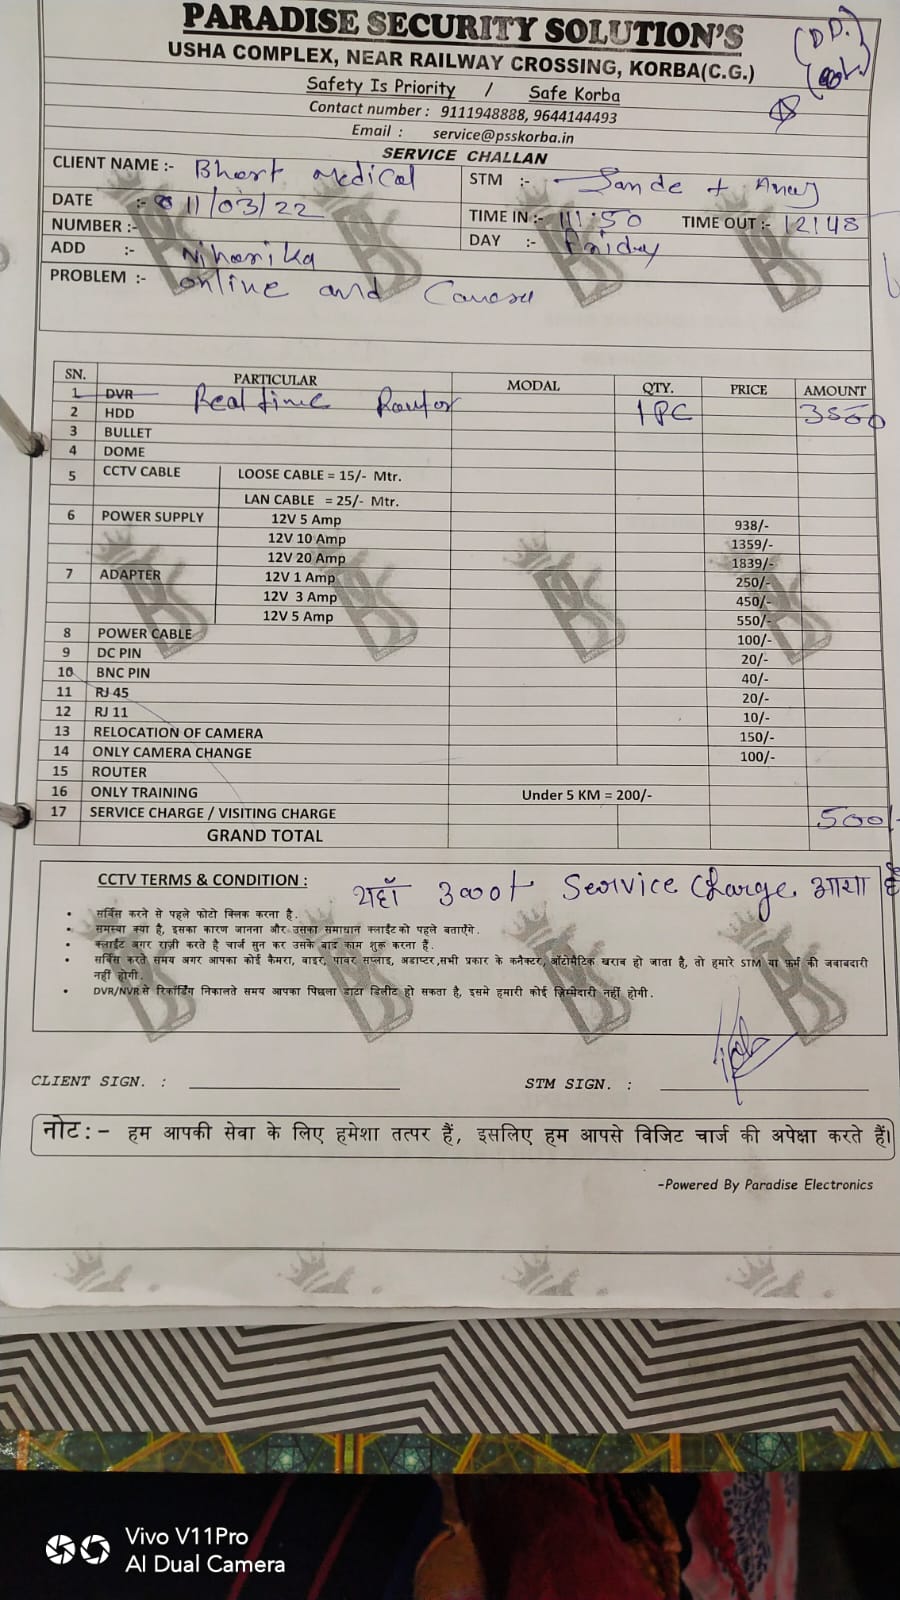 PARADISE SECURITY SOLUTION'S
USHA COMPLEX, NEAR RAILWAY CROSSING, KORBA(C.G.)
Safety Is Priority / Safe Korba
Contact number : 9111948888, 9644144493
Email : service@psskorba.in
SERVICE CHALLAN
CLIENT NAME :- Bhart Medical
STM :-
DATE :- 11/03/22
TIME IN :- 11:50 TIME OUT :- 12:48
NUMBER :-
DAY :- friday
ADD :- Niharika
PROBLEM :- online and Camera
SN. PARTICULAR MODAL QTY. PRICE AMOUNT
1 DVR Real time 1 PC
2 HDD
3 BULLET
4 DOME
5 CCTV CABLE LOOSE CABLE = 15/- Mtr.
LAN CABLE = 25/- Mtr.
6 POWER SUPPLY 12V 5 Amp 938/-
12V 10 Amp 1359/-
12V 20 Amp 1839/-
7 ADAPTER 12V 1 Amp 250/-
12V 3 Amp 450/-
12V 5 Amp 550/-
8 POWER CABLE 100/-
9 DC PIN 20/-
10 BNC PIN 40/-
11 RJ 45 20/-
12 RJ 11 10/-
13 RELOCATION OF CAMERA 150/-
14 ONLY CAMERA CHANGE 100/-
15 ROUTER
16 ONLY TRAINING Under 5 KM = 200/-
17 SERVICE CHARGE / VISITING CHARGE 500/-
GRAND TOTAL
CCTV TERMS & CONDITION :
यहाँ 3000/- Service Charge आया है
• सर्विस करने से पहले फोटो क्लिक करना है.
• समस्या क्या है, इसका कारण जानना और उसका समाधान क्लाईंट को पहले बताएँगे.
• क्लाईंट अगर राज़ी करते है चार्ज सुन कर उसके बाद काम शुरू करना हैं.
• सर्विस करते समय अगर आपका कोई कैमरा, वाइर, पावर सप्लाइ, अडाप्टर,सभी प्रकार के कनैक्टर, ऑटोमैटिक खराब हो जाता है, तो हमारे STM या फ़र्म की जवाबदारी
नहीं होगी.
• DVR/NVR से रिकॉर्डिंग निकालते समय आपका पिछला डाटा डिलीट हो सकता है, इसमे हमारी कोई ज़िम्मेदारी नहीं होगी.
CLIENT SIGN. :
STM SIGN. :
नोट:- हम आपकी सेवा के लिए हमेशा तत्पर हैं, इसलिए हम आपसे विजिट चार्ज की अपेक्षा करते हैं।
-Powered By Paradise Electronics
Vivo V11Pro
AI Dual Camera